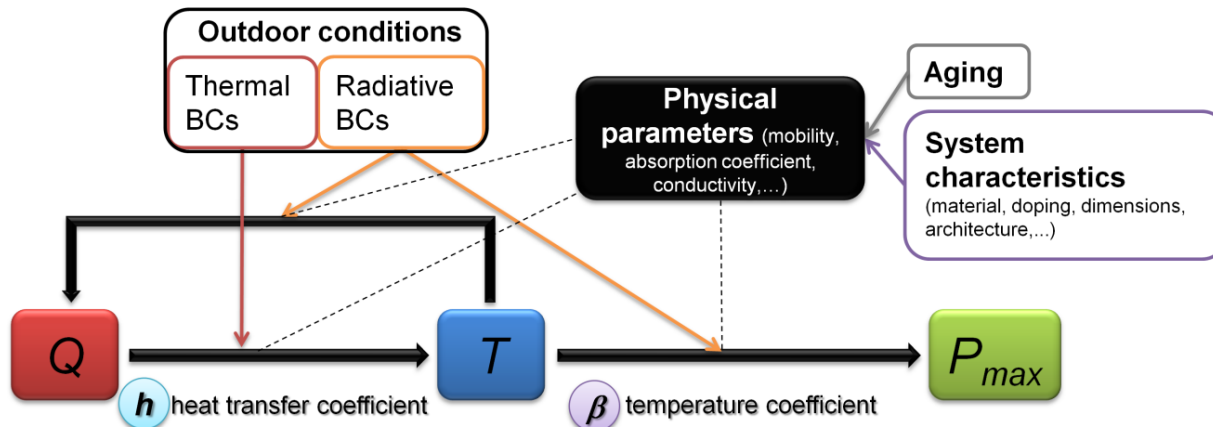 Outdoor conditions
Thermal
BCs
Radiative
BCs
Physical
parameters (mobility,
absorption coefficient,
conductivity,...)
Aging
System
characteristics
(material, doping, dimensions,
architecture,...)
Q
T
Pmax
h heat transfer coefficient
β temperature coefficient